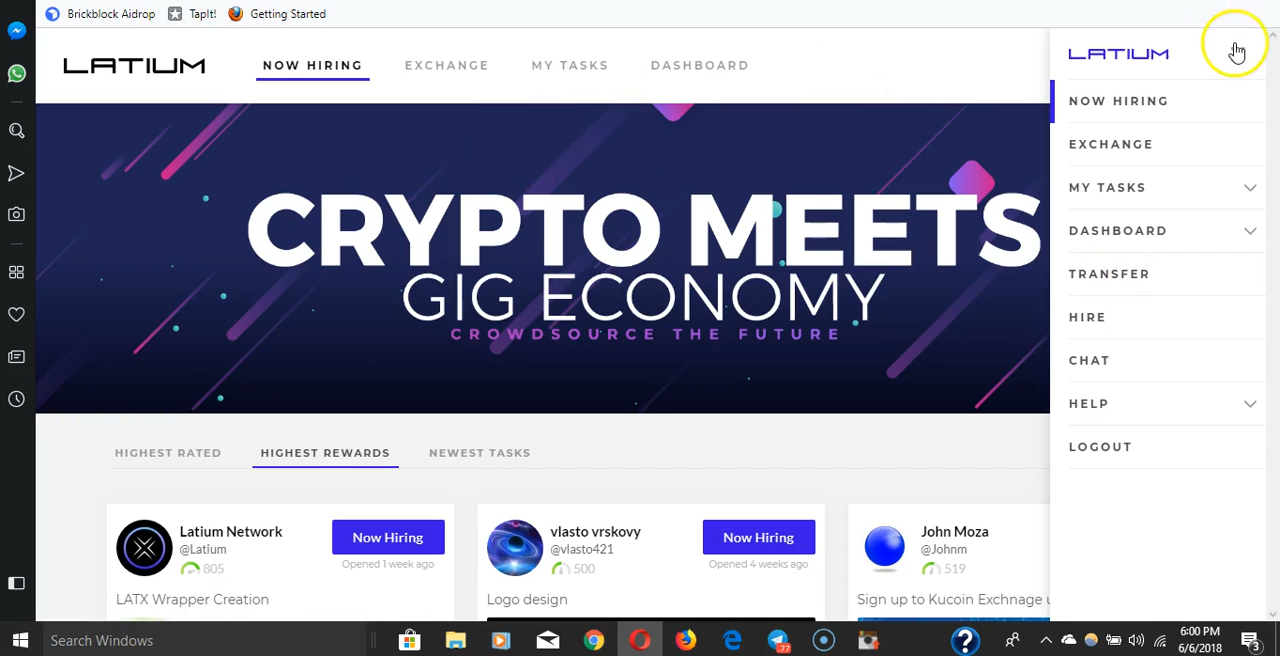 Brickblock Aidrop TapIt! Getting Started
LATIUM NOW HIRING EXCHANGE MY TASKS DASHBOARD
LATIUM
NOW HIRING
EXCHANGE
MY TASKS
DASHBOARD
TRANSFER
HIRE
CHAT
HELP
LOGOUT
CRYPTO MEETS
GIG ECONOMY
CROWDSOURCE THE FUTURE
HIGHEST RATED HIGHEST REWARDS NEWEST TASKS
Latium Network
@Latium
805
Now Hiring
Opened 1 week ago
LATX Wrapper Creation
vlasto vrskovy
@vlasto421
500
Now Hiring
Opened 4 weeks ago
Logo design
John Moza
@Johnm
519
Sign up to Kucoin Exchnage u
Search Windows
77
6:00 PM
6/6/2018
3